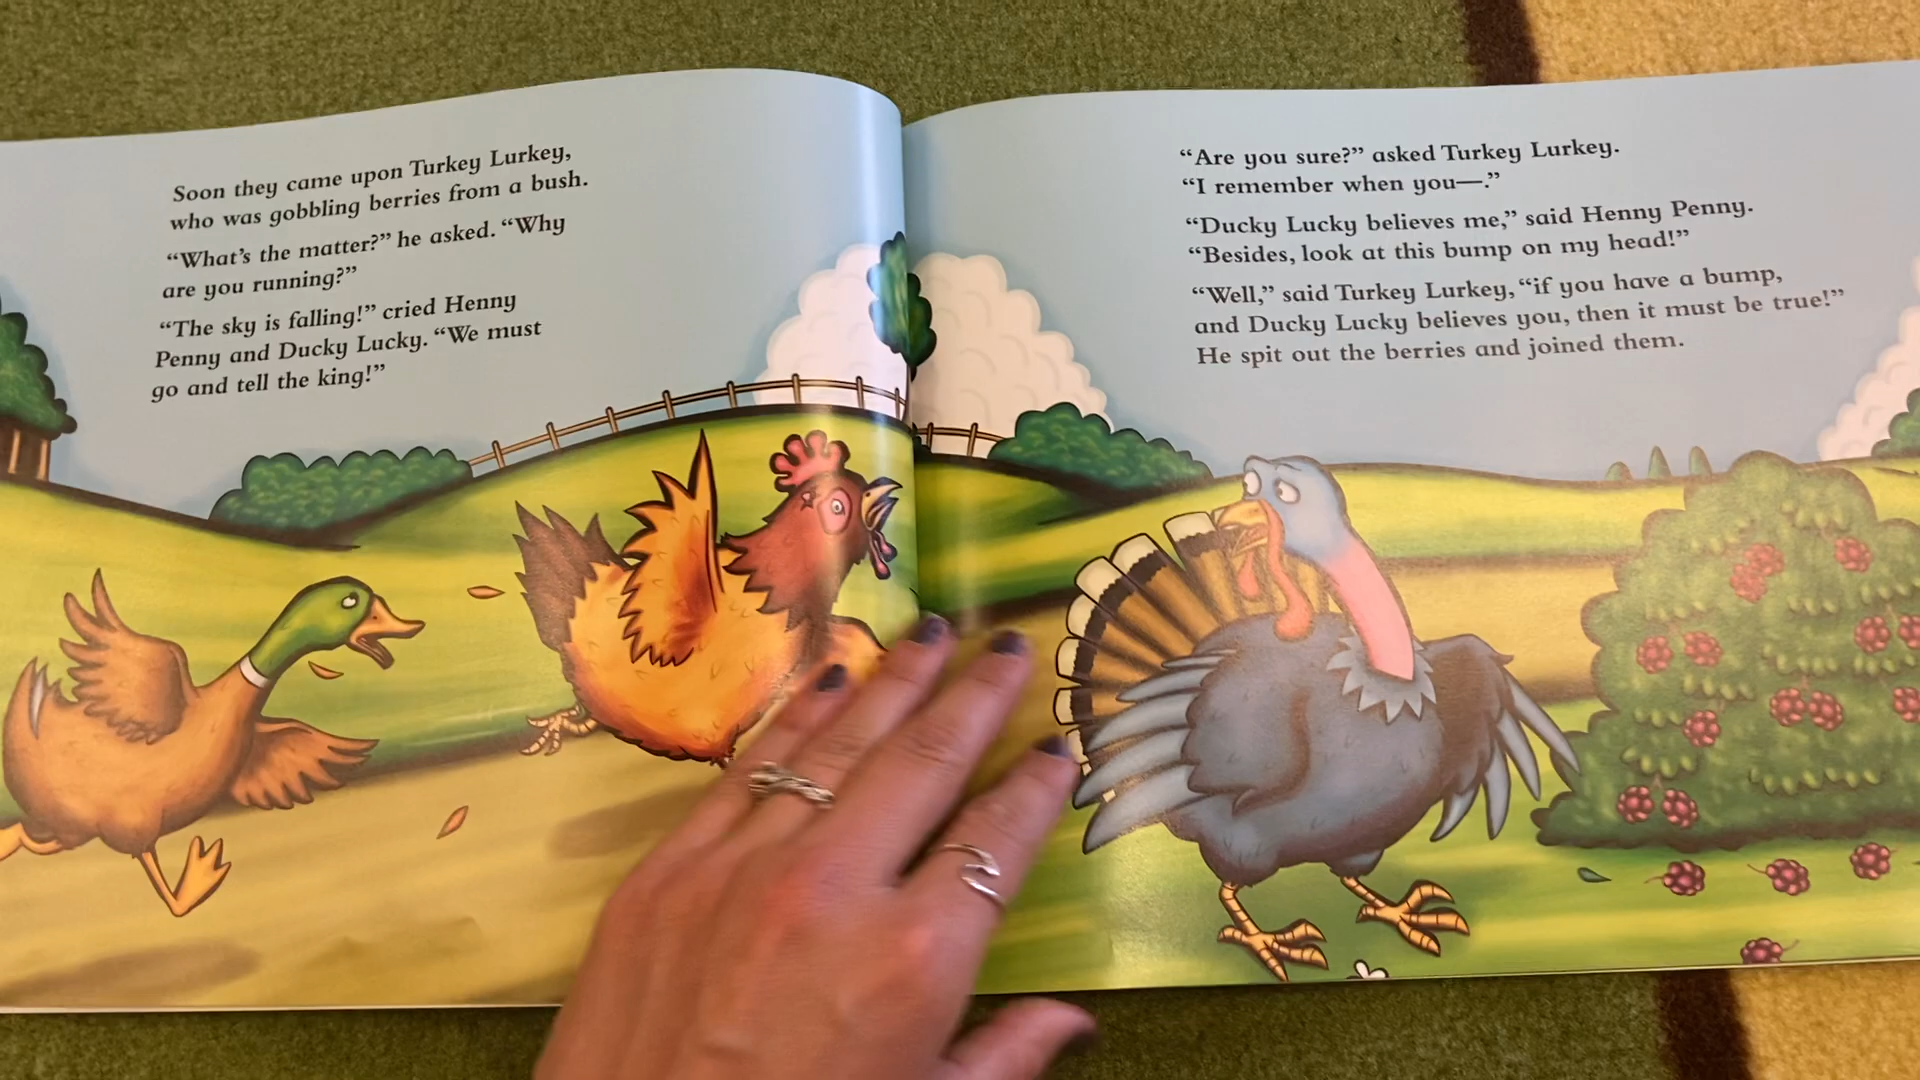 Soon they came upon Turkey Lurkey,
who was gobbling berries from a bush.
“What’s the matter?” he asked. “Why
are you running?”
“The sky is falling!” cried Henny
Penny and Ducky Lucky. “We must
go and tell the king!”
“Are you sure?” asked Turkey Lurkey.
“I remember when you—.”
“Ducky Lucky believes me,” said Henny Penny.
“Besides, look at this bump on my head!”
“Well,” said Turkey Lurkey, “if you have a bump,
and Ducky Lucky believes you, then it must be true!”
He spit out the berries and joined them.